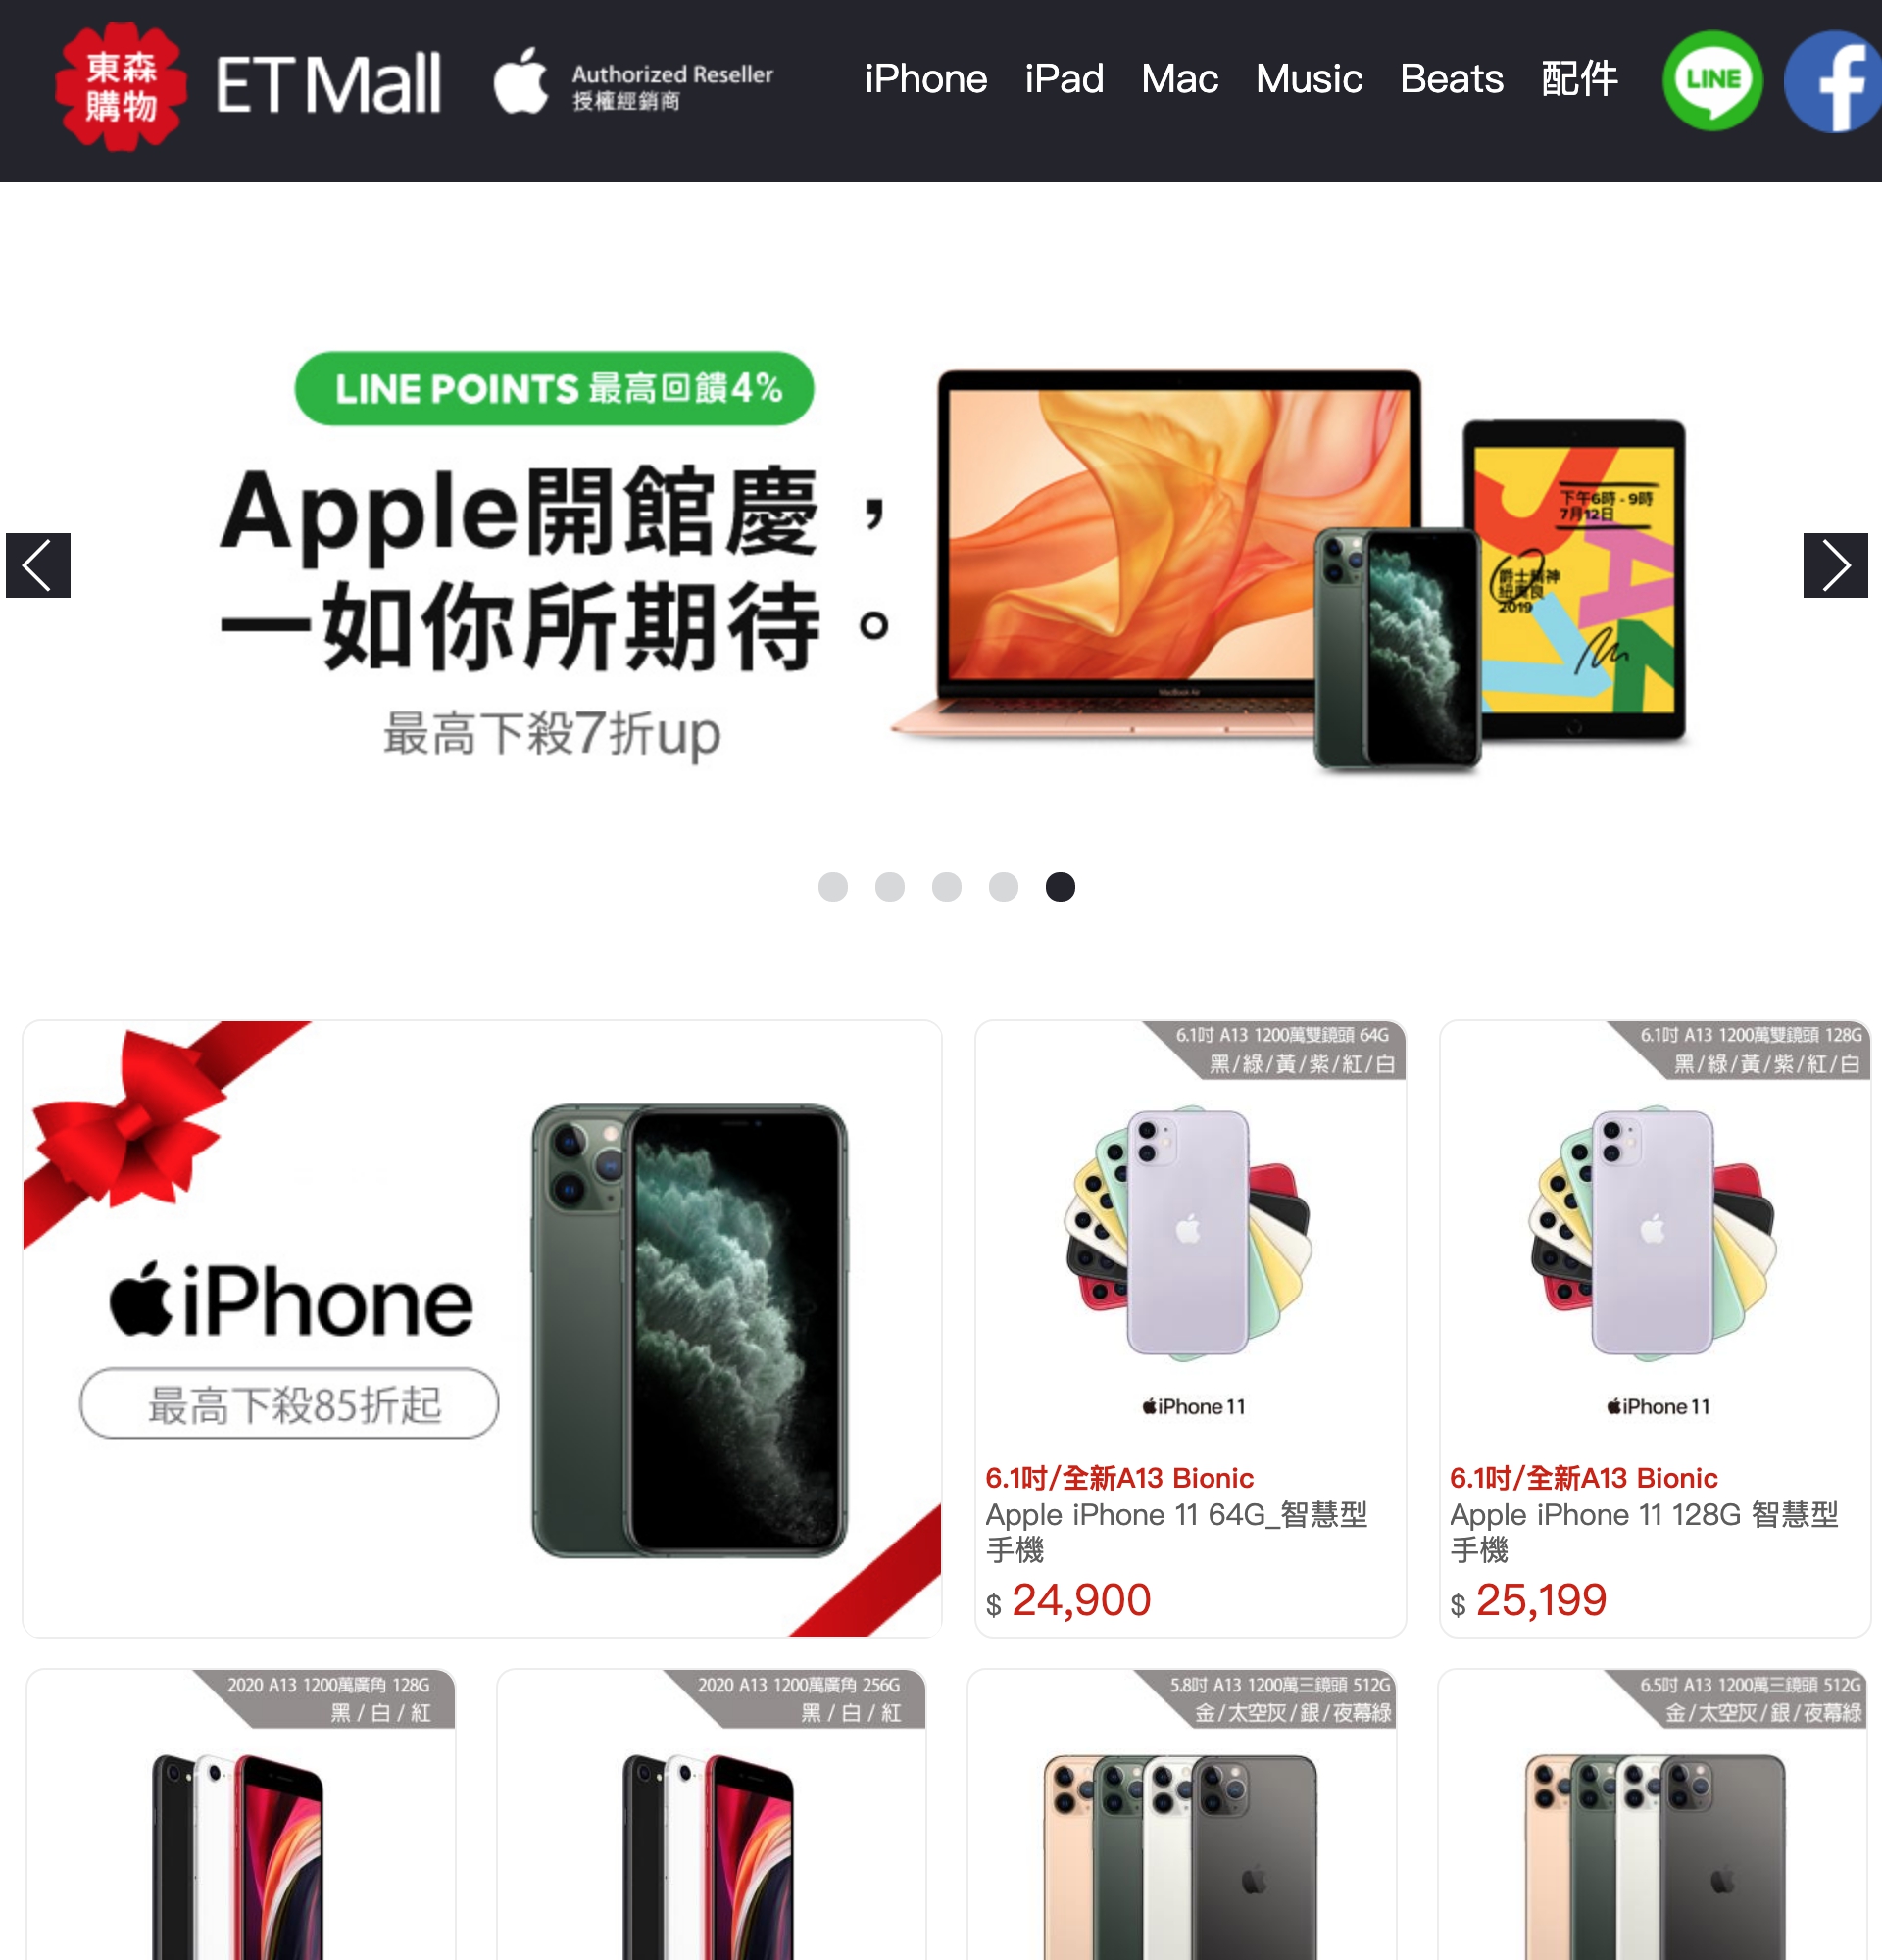 東森
購物
ET Mall
Authorized Reseller
授權經銷商
iPhone iPad Mac Music Beats 配件
LINE
f
LINE POINTS 最高回饋4%
Apple開館慶，
一如你所期待。
最高下殺7折up
MacBook Air
下午6時 - 9時
7月12日
爵士精神
紐奧良
2019
iPhone
最高下殺85折起
6.1吋 A13 1200萬雙鏡頭 64G
黑/綠/黃/紫/紅/白
iPhone 11
6.1吋/全新A13 Bionic
Apple iPhone 11 64G_智慧型
手機
$ 24,900
6.1吋 A13 1200萬雙鏡頭 128G
黑/綠/黃/紫/紅/白
iPhone 11
6.1吋/全新A13 Bionic
Apple iPhone 11 128G 智慧型
手機
$ 25,199
2020 A13 1200萬廣角 128G
黑/白/紅
2020 A13 1200萬廣角 256G
黑/白/紅
5.8吋 A13 1200萬三鏡頭 512G
金/太空灰/銀/夜幕綠
6.5吋 A13 1200萬三鏡頭 512G
金/太空灰/銀/夜幕綠